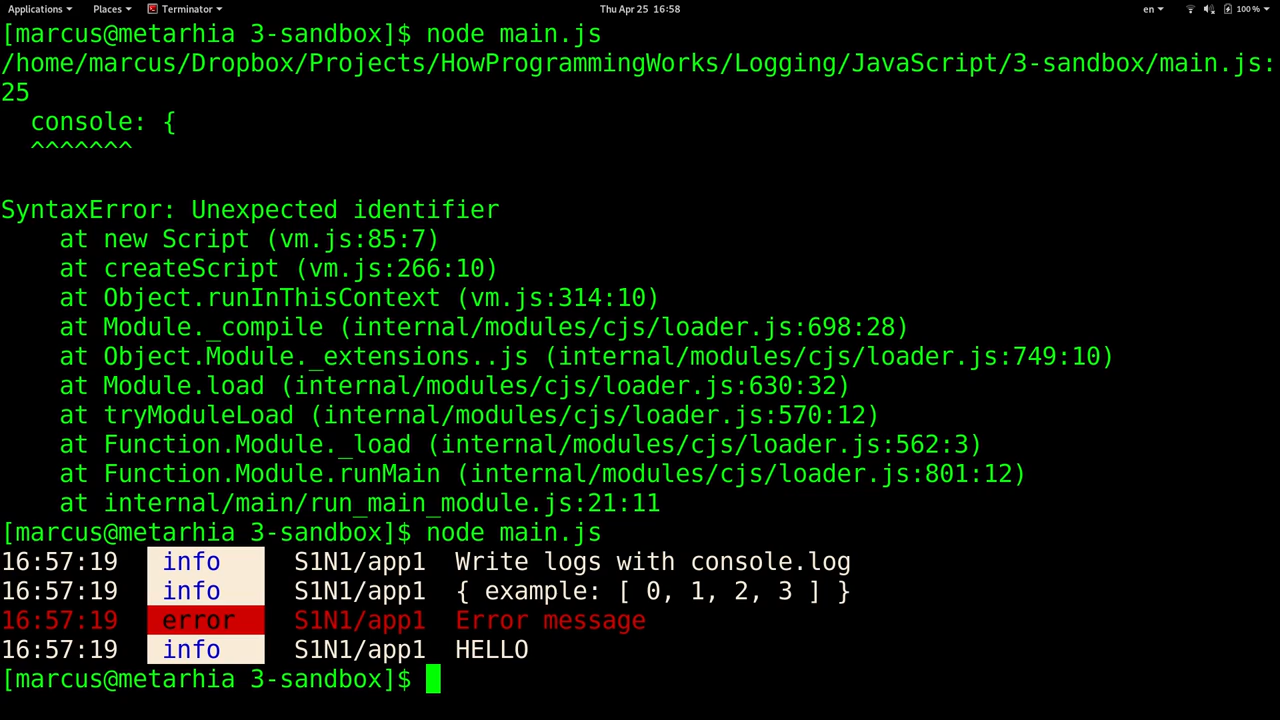 Applications Places Terminator Thu Apr 25 16:58 en 100 %
[marcus@metarhia 3-sandbox]$ node main.js
/home/marcus/Dropbox/Projects/HowProgrammingWorks/Logging/JavaScript/3-sandbox/main.js:
25
  console: {
  ^^^^^^^
SyntaxError: Unexpected identifier
    at new Script (vm.js:85:7)
    at createScript (vm.js:266:10)
    at Object.runInThisContext (vm.js:314:10)
    at Module._compile (internal/modules/cjs/loader.js:698:28)
    at Object.Module._extensions..js (internal/modules/cjs/loader.js:749:10)
    at Module.load (internal/modules/cjs/loader.js:630:32)
    at tryModuleLoad (internal/modules/cjs/loader.js:570:12)
    at Function.Module._load (internal/modules/cjs/loader.js:562:3)
    at Function.Module.runMain (internal/modules/cjs/loader.js:801:12)
    at internal/main/run_main_module.js:21:11
[marcus@metarhia 3-sandbox]$ node main.js
16:57:19 info S1N1/app1 Write logs with console.log
16:57:19 info S1N1/app1 { example: [ 0, 1, 2, 3 ] }
16:57:19 error S1N1/app1 Error message
16:57:19 info S1N1/app1 HELLO
[marcus@metarhia 3-sandbox]$